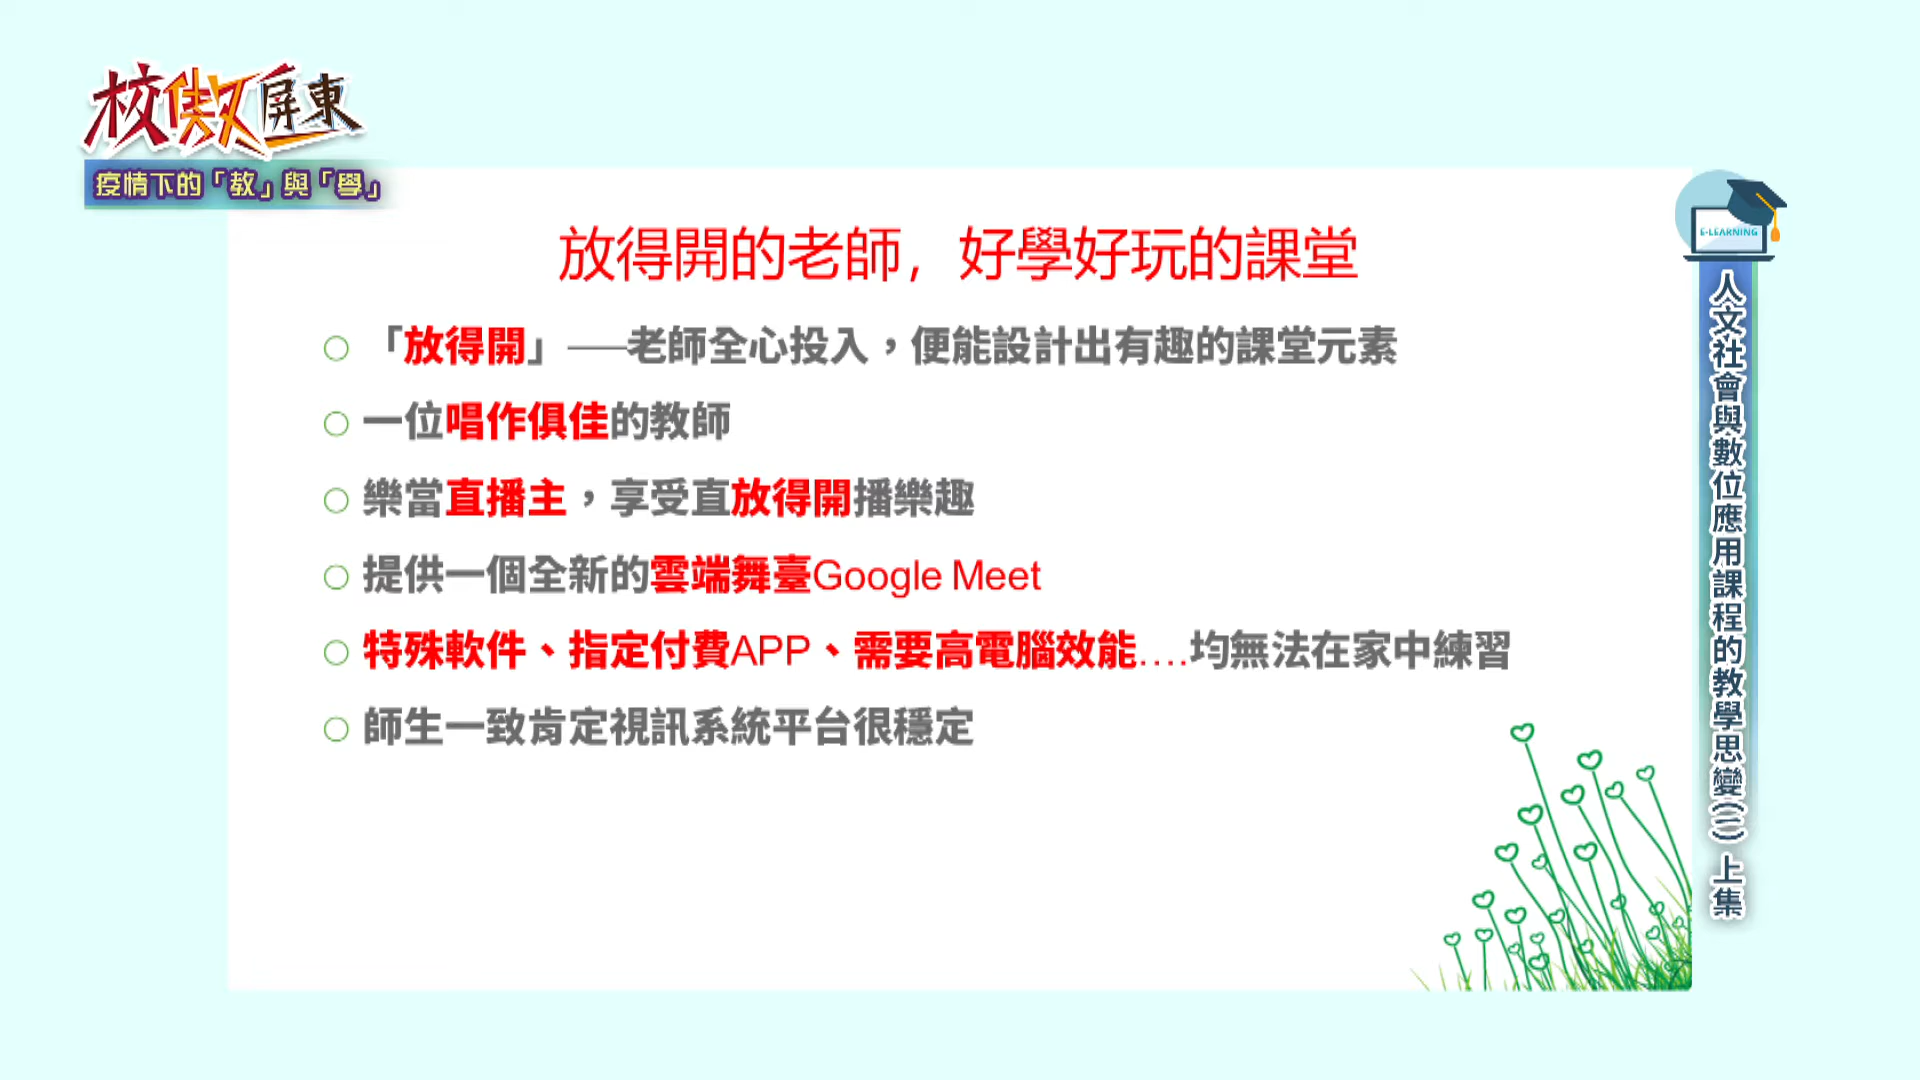 校傲屏東
疫情下的「教」與「學」
放得開的老師，好學好玩的課堂
「放得開」──老師全心投入，便能設計出有趣的課堂元素
一位唱作俱佳的教師
樂當直播主，享受直放得開播樂趣
提供一個全新的雲端舞臺Google Meet
特殊軟件、指定付費APP、需要高電腦效能....均無法在家中練習
師生一致肯定視訊系統平台很穩定
E-LEARNING
人文社會與數位應用課程的教學思變(二)上集